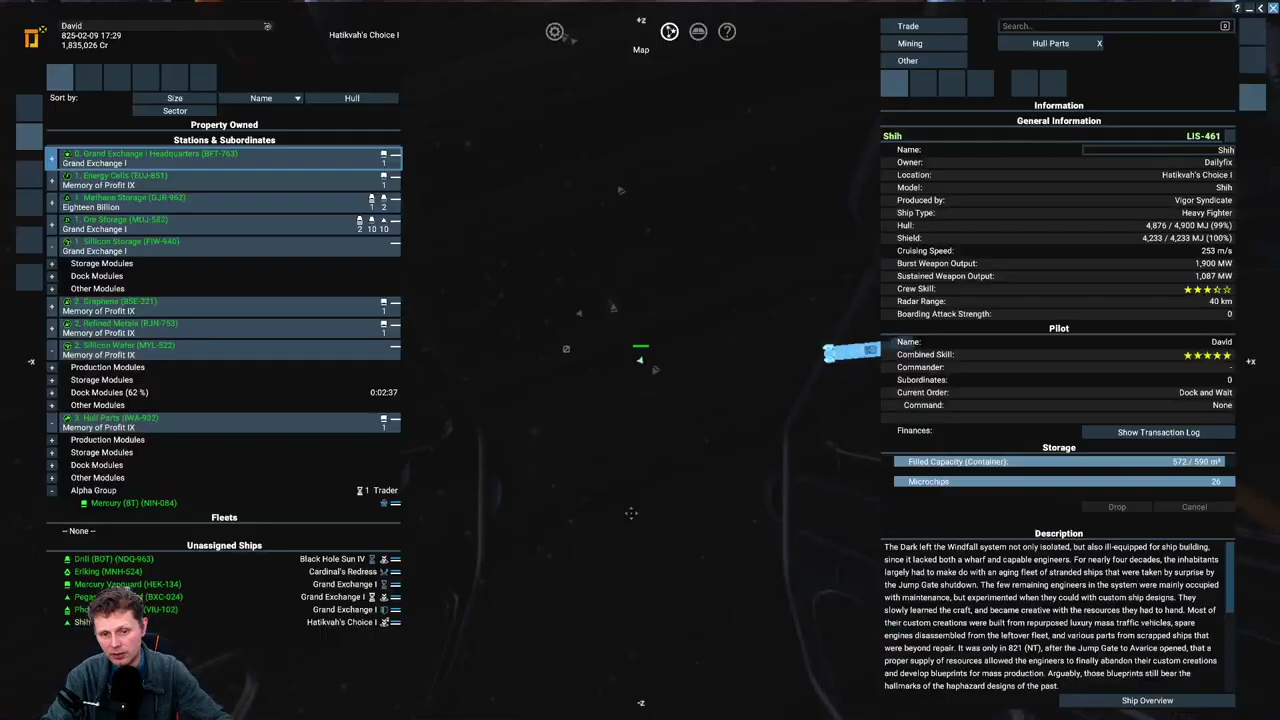 David
825-02-09 17:29
1,835,026 Cr
Hatikvah's Choice I
Sort by:
Size
Name
Hull
Sector
Property Owned
Stations & Subordinates
0. Grand Exchange I Headquarters (BFT-763)
Grand Exchange I
1
1. Energy Cells (EUJ-851)
Memory of Profit IX
1
1 Methane Storage (GJR-962)
Eighteen Billion
1 2
1. Ore Storage (MUJ-582)
Grand Exchange I
2 10 10
1 Sillicon Storage (FIW-940)
Grand Exchange I
Storage Modules
Dock Modules
Other Modules
2. Graphene (BSE-221)
Memory of Profit IX
1
2. Refined Metals (RJN-753)
Memory of Profit IX
1
2. Sillicon Wafer (MYL-522)
Memory of Profit IX
1
Production Modules
Storage Modules
Dock Modules (62 %)
0:02:37
Other Modules
3. Hull Parts (IWA-932)
Memory of Profit IX
1
Production Modules
Storage Modules
Dock Modules
Other Modules
Alpha Group
1 Trader
Mercury (BT) (NIN-084)
Fleets
-- None --
Unassigned Ships
Drill (BDT) (NDQ-963)
Black Hole Sun IV
Erlking (MNH-524)
Cardinal's Redress
Mercury Vanguard (HEK-134)
Grand Exchange I
Pega
(BXC-024)
Grand Exchange I
Pho
(VIU-102)
Grand Exchange I
Shih
Hatikvah's Choice I
+z
Map
-x
+x
-z
Trade
Mining
Other
Search...
D
Hull Parts X
Information
General Information
Shih
LIS-461
Name:
Shih
Owner:
Dailyfix
Location:
Hatikvah's Choice I
Model:
Shih
Produced by:
Vigor Syndicate
Ship Type:
Heavy Fighter
Hull:
4,876 / 4,900 MJ (99%)
Shield:
4,233 / 4,233 MJ (100%)
Cruising Speed:
253 m/s
Burst Weapon Output:
1,900 MW
Sustained Weapon Output:
1,087 MW
Crew Skill:
Radar Range:
40 km
Boarding Attack Strength:
0
Pilot
Name:
David
Combined Skill:
Commander:
-
Subordinates:
0
Current Order:
Dock and Wait
Command:
None
Finances:
Show Transaction Log
Storage
Filled Capacity (Container):
572 / 590 m³
Microchips
26
Drop
Cancel
Description
The Dark left the Windfall system not only isolated, but also ill-equipped for ship building,
since it lacked both a wharf and capable engineers. For nearly four decades, the inhabitants
largely had to make do with an aging fleet of stranded ships that were taken by surprise by
the Jump Gate shutdown. The few remaining engineers in the system were mainly occupied
with maintenance, but experimented when they could with custom ship designs. They
slowly learned the craft, and became creative with the resources they had to hand. Most of
their custom creations were built from repurposed luxury mass traffic vehicles, spare
engines disassembled from the leftover fleet, and various parts from scrapped ships that
were beyond repair. It was only in 821 (NT), after the Jump Gate to Avarice opened, that a
proper supply of resources allowed the engineers to finally abandon their custom creations
and develop blueprints for mass production. Arguably, those blueprints still bear the
hallmarks of the haphazard designs of the past.
Ship Overview